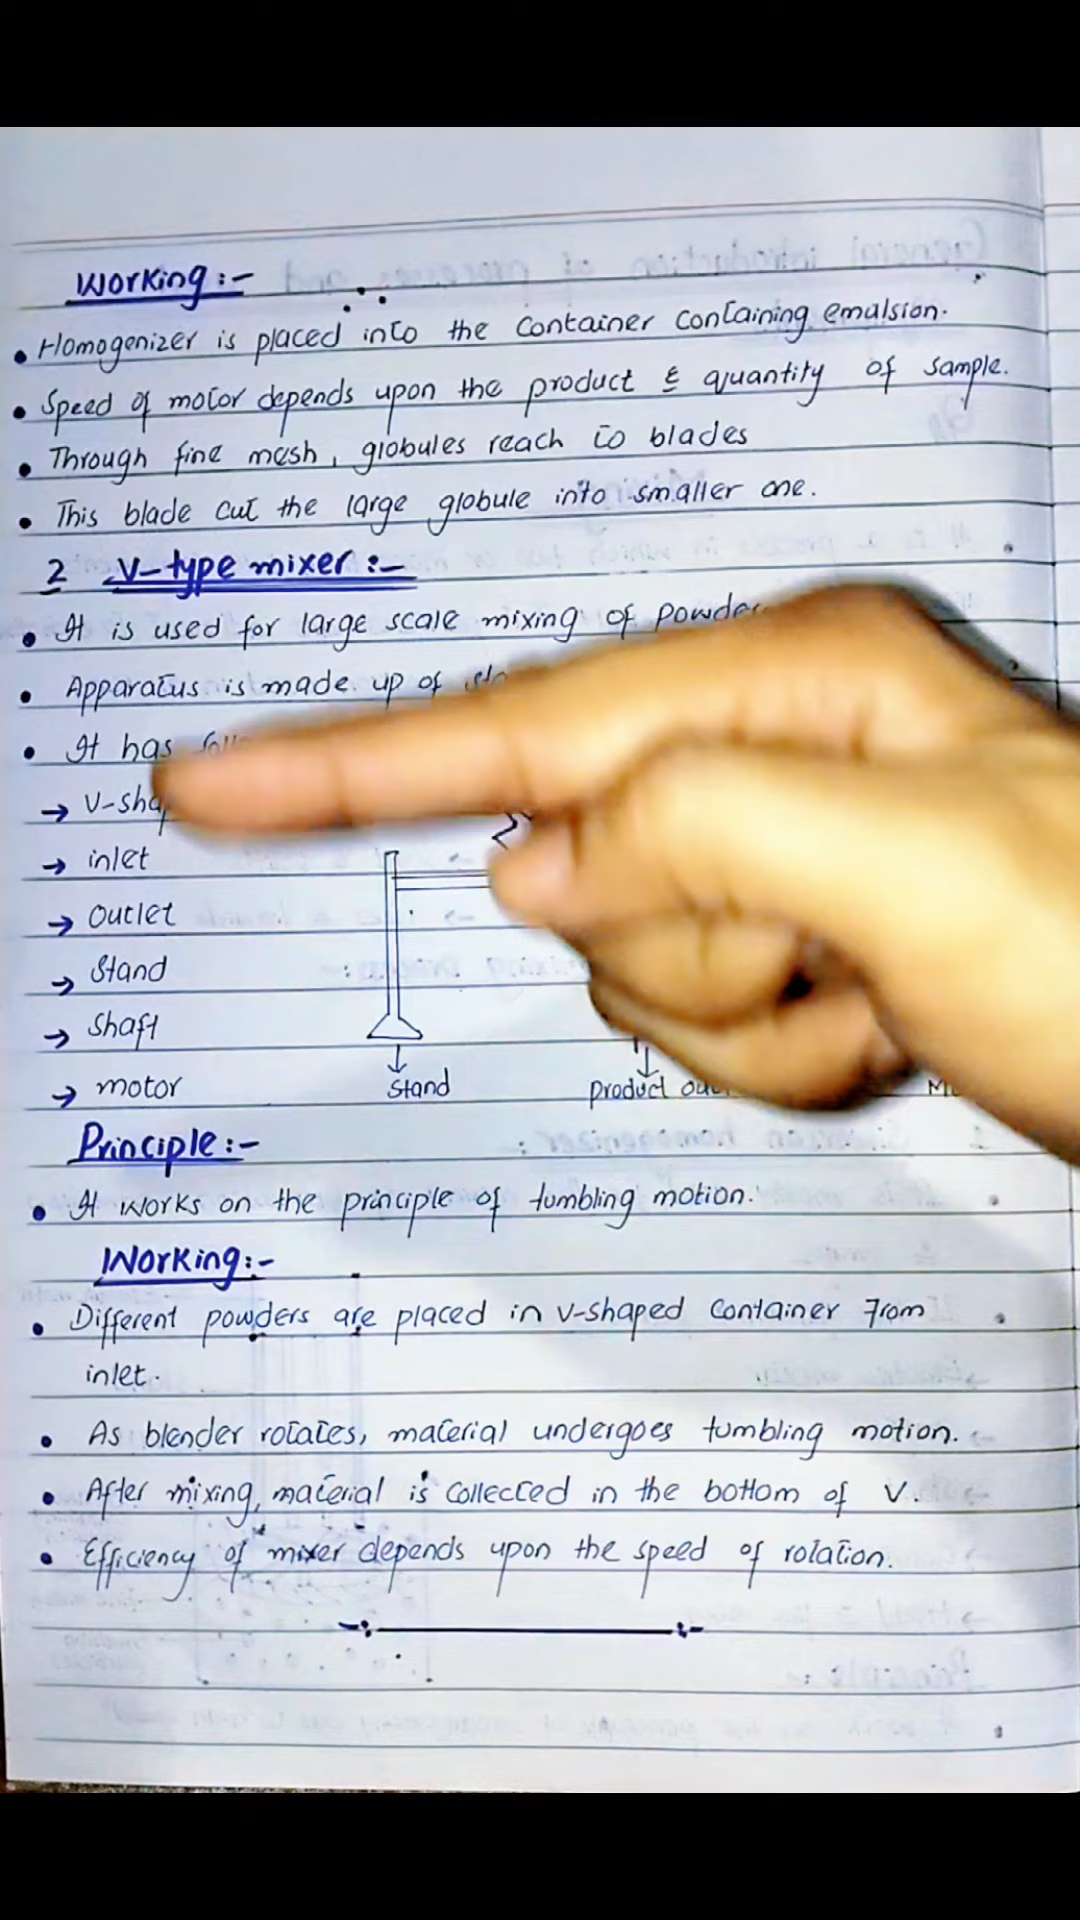 Working:-
• Homogenizer is placed into the container containing emulsion.
• Speed of motor depends upon the product & quantity of sample.
• Through fine mesh, globules reach to blades
• This blade cut the large globule into smaller one.
2 V-type mixer:-
• It is used for large scale mixing of
• Apparatus is made up of
• It has
→
→ inlet
→ outlet
→ Stand
→ Shaft
→ motor
Stand
product
Principle:-
• It works on the principle of tumbling motion.
Working:-
• Different powders are placed in V-shaped container from
inlet.
• As blender rotates, material undergoes tumbling motion.
• After mixing, material is collected in the bottom of V.
• Efficiency of mixer depends upon the speed of rotation.